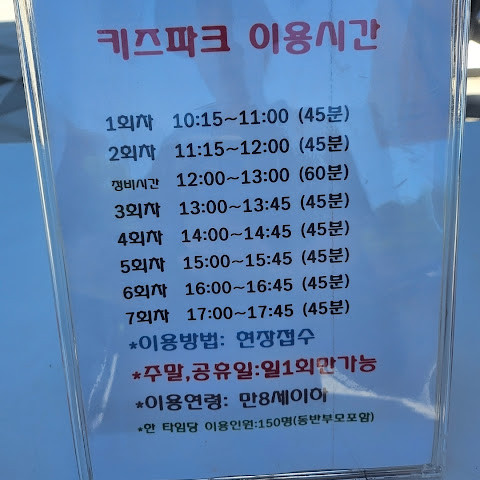 키즈파크 이용시간
1회차 10:15~11:00 (45분)
2회차 11:15~12:00 (45분)
정비시간 12:00~13:00 (60분)
3회차 13:00~13:45 (45분)
4회차 14:00~14:45 (45분)
5회차 15:00~15:45 (45분)
6회차 16:00~16:45 (45분)
7회차 17:00~17:45 (45분)
*이용방법: 현장접수
*주말,공휴일:일1회만가능
*이용연령: 만8세이하
*한 타임당 이용인원:150명(동반부모포함)